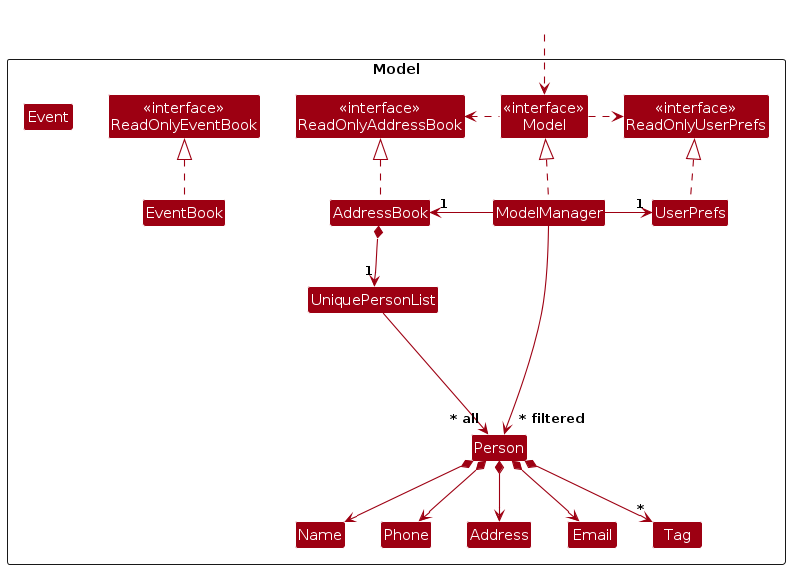 Model
Event
«interface»
ReadOnlyEventBook
«interface»
ReadOnlyAddressBook
«interface»
Model
«interface»
ReadOnlyUserPrefs
EventBook
AddressBook
1
ModelManager
1
UserPrefs
1
UniquePersonList
* all
* filtered
Person
*
Name
Phone
Address
Email
Tag